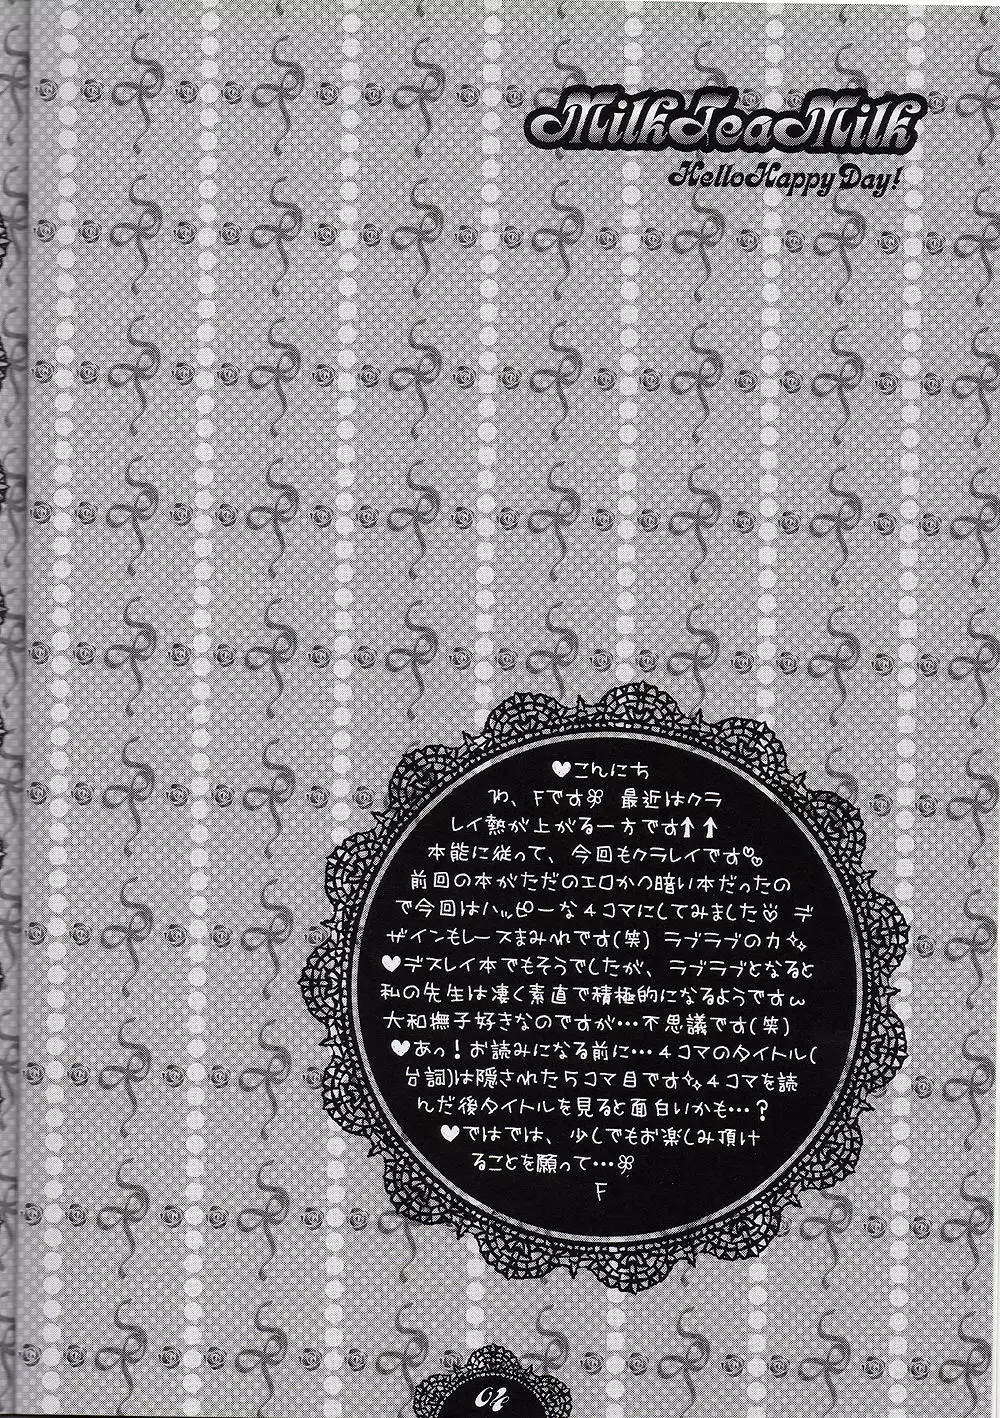 MilkTeaMilk
HelloHappyDay!
♥こんにち
わ、Fです 最近はクラ
レイ熱が上がる一方です↑↑
本能に従って、今回もクラレイです
前回の本がただのエロかつ暗い本だったの
で今回はハッピーな4コマにしてみました デ
ザインもレースまみれです(笑) ラブラブの力
♥デスレイ本でもそうでしたが、ラブラブとなると
私の先生は凄く素直で積極的になるようですω
大和撫子好きなのですが…不思議です(笑)
♥あっ！お読みになる前に…4コマのタイトル(
台詞)は隠された5コマ目です 4コマを読
んだ後タイトルを見ると面白いかも…？
♥ではでは、少しでもお楽しみ頂け
ることを願って…
F